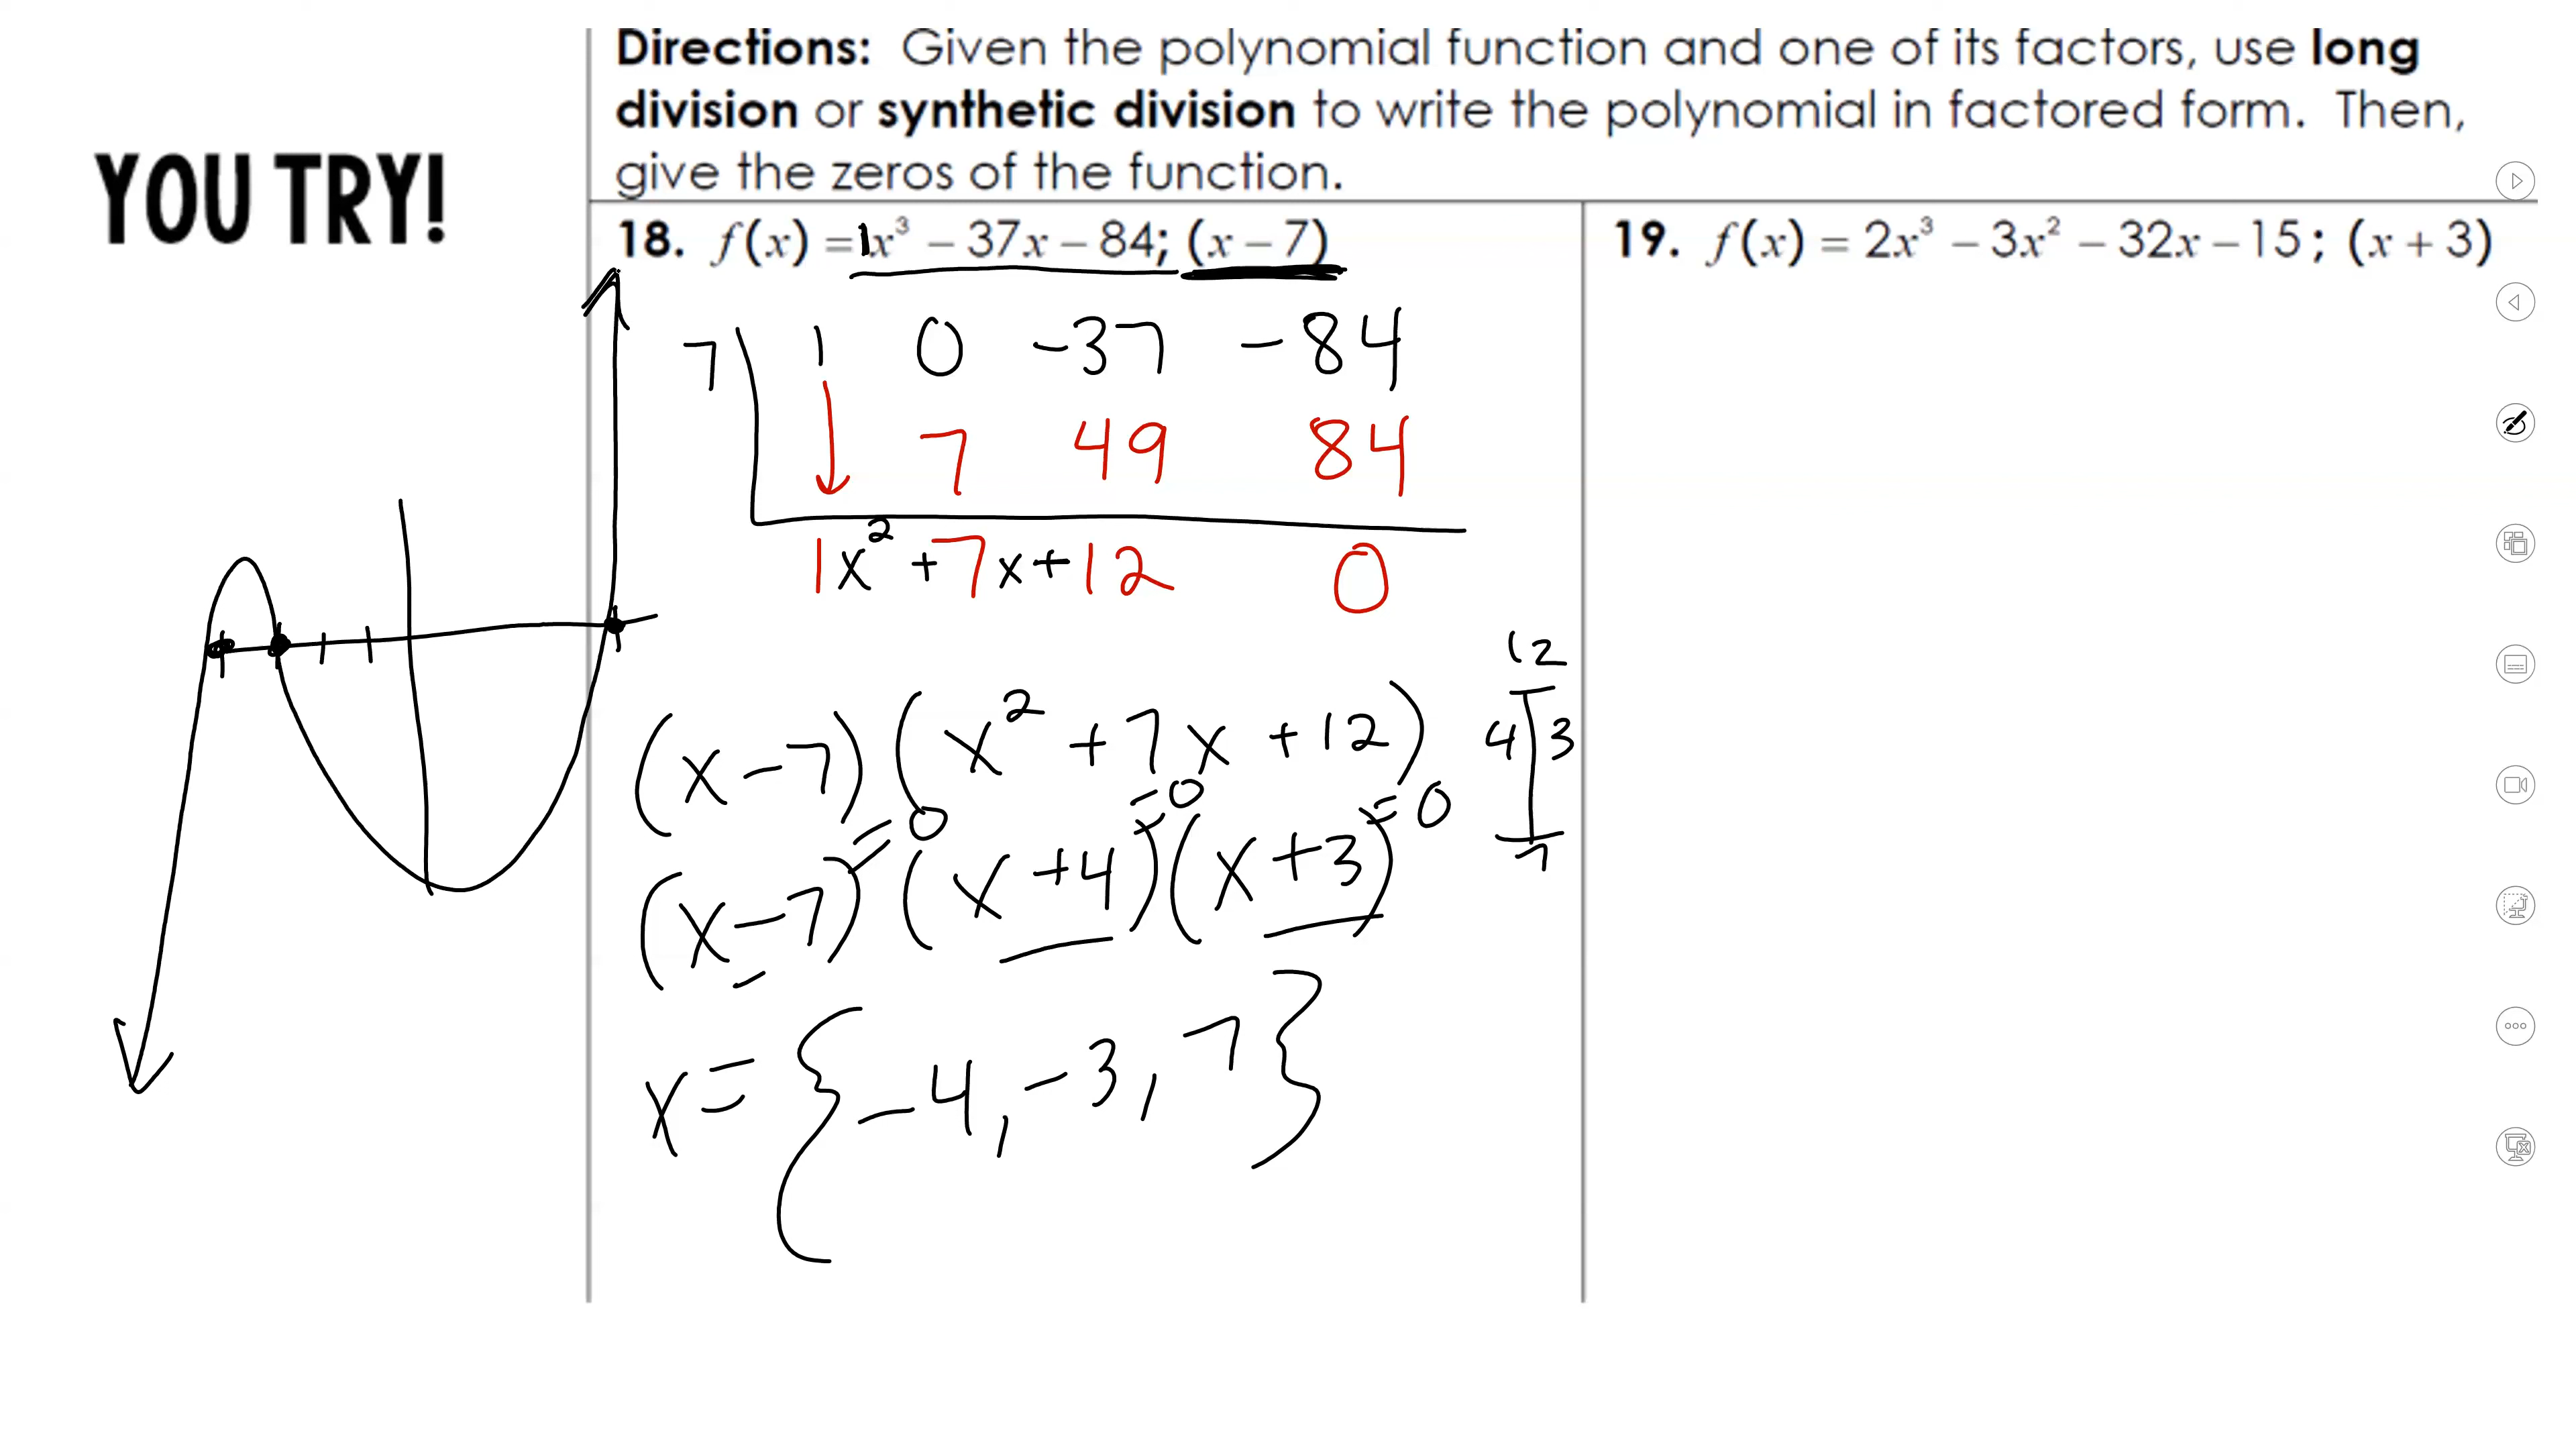 YOU TRY!
Directions: Given the polynomial function and one of its factors, use long
division or synthetic division to write the polynomial in factored form. Then,
give the zeros of the function.
18. f(x) = 1x³ – 37x – 84; (x – 7)
7 1 0 -37 -84
7 49 84
1x² + 7x + 12 0
(x - 7)(x² + 7x + 12)
12
4 3
7
= 0 = 0 = 0
(x - 7)(x + 4)(x + 3)
x = {-4, -3, 7}
19. f(x) = 2x³ – 3x² – 32x – 15; (x + 3)